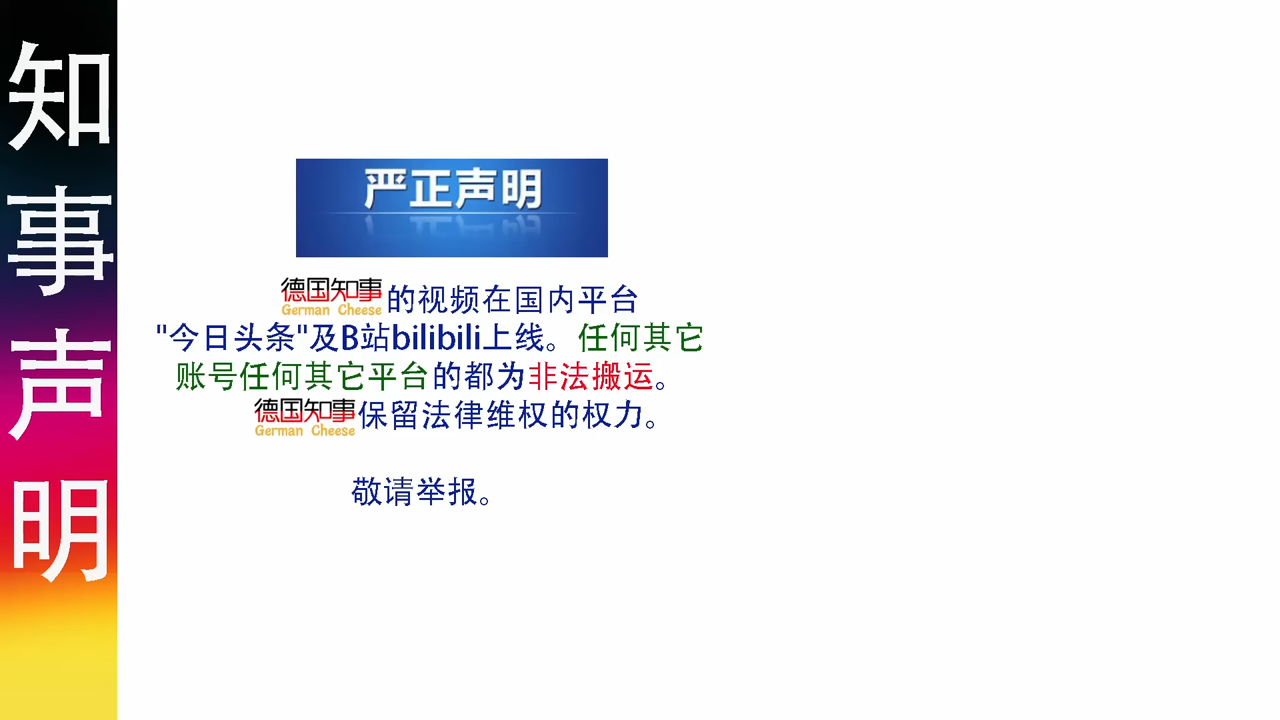 知事声明
严正声明
德国知事的视频在国内平台
German Cheese
"今日头条"及B站bilibili上线。任何其它
账号任何其它平台的都为非法搬运。
德国知事保留法律维权的权力。
German Cheese
敬请举报。